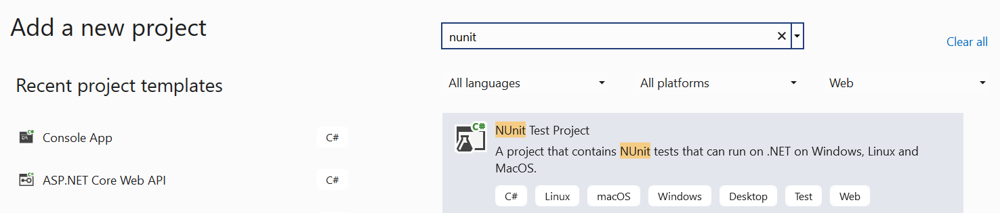 Add a new project
nunit
Clear all
Recent project templates
All languages
All platforms
Web
Console App
C#
ASP.NET Core Web API
C#
C#
NUnit Test Project
A project that contains NUnit tests that can run on .NET on Windows, Linux and
MacOS.
C#
Linux
macOS
Windows
Desktop
Test
Web